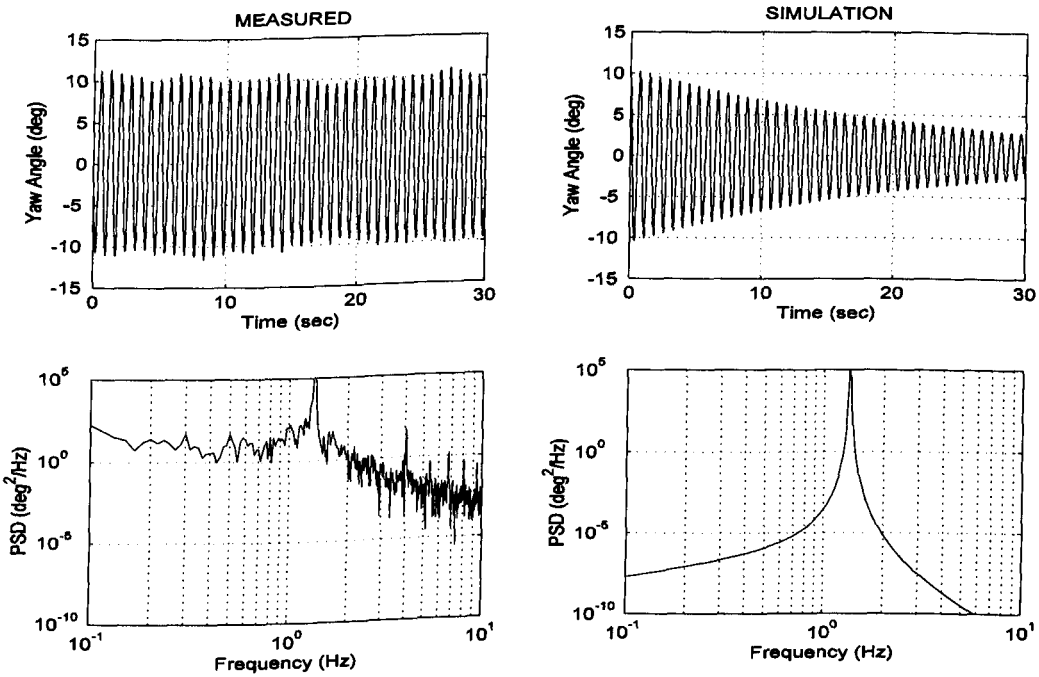 MEASURED
15
10
5
0
-5
-10
-15
Yaw Angle (deg)
0 10 20 30
Time (sec)
SIMULATION
15
10
5
0
-5
-10
-15
Yaw Angle (deg)
0 10 20 30
Time (sec)
10^5
10^0
10^-5
10^-10
PSD (deg^2/Hz)
10^-1 10^0 10^1
Frequency (Hz)
10^5
10^0
10^-5
10^-10
PSD (deg^2/Hz)
10^-1 10^0 10^1
Frequency (Hz)